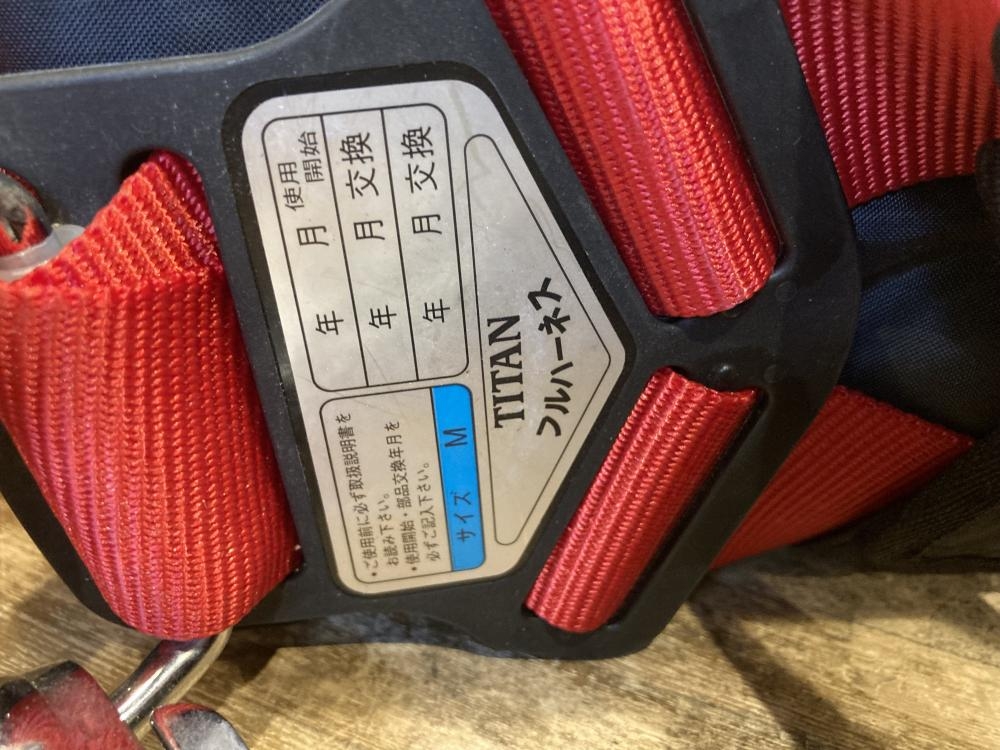 TITAN
フルハーネス
年 月 交換
年 月 交換
年 月 使用開始
サイズ M
•ご使用前に必ず取扱説明書を
お読み下さい。
•使用開始・部品交換年月を
必ずご記入下さい。